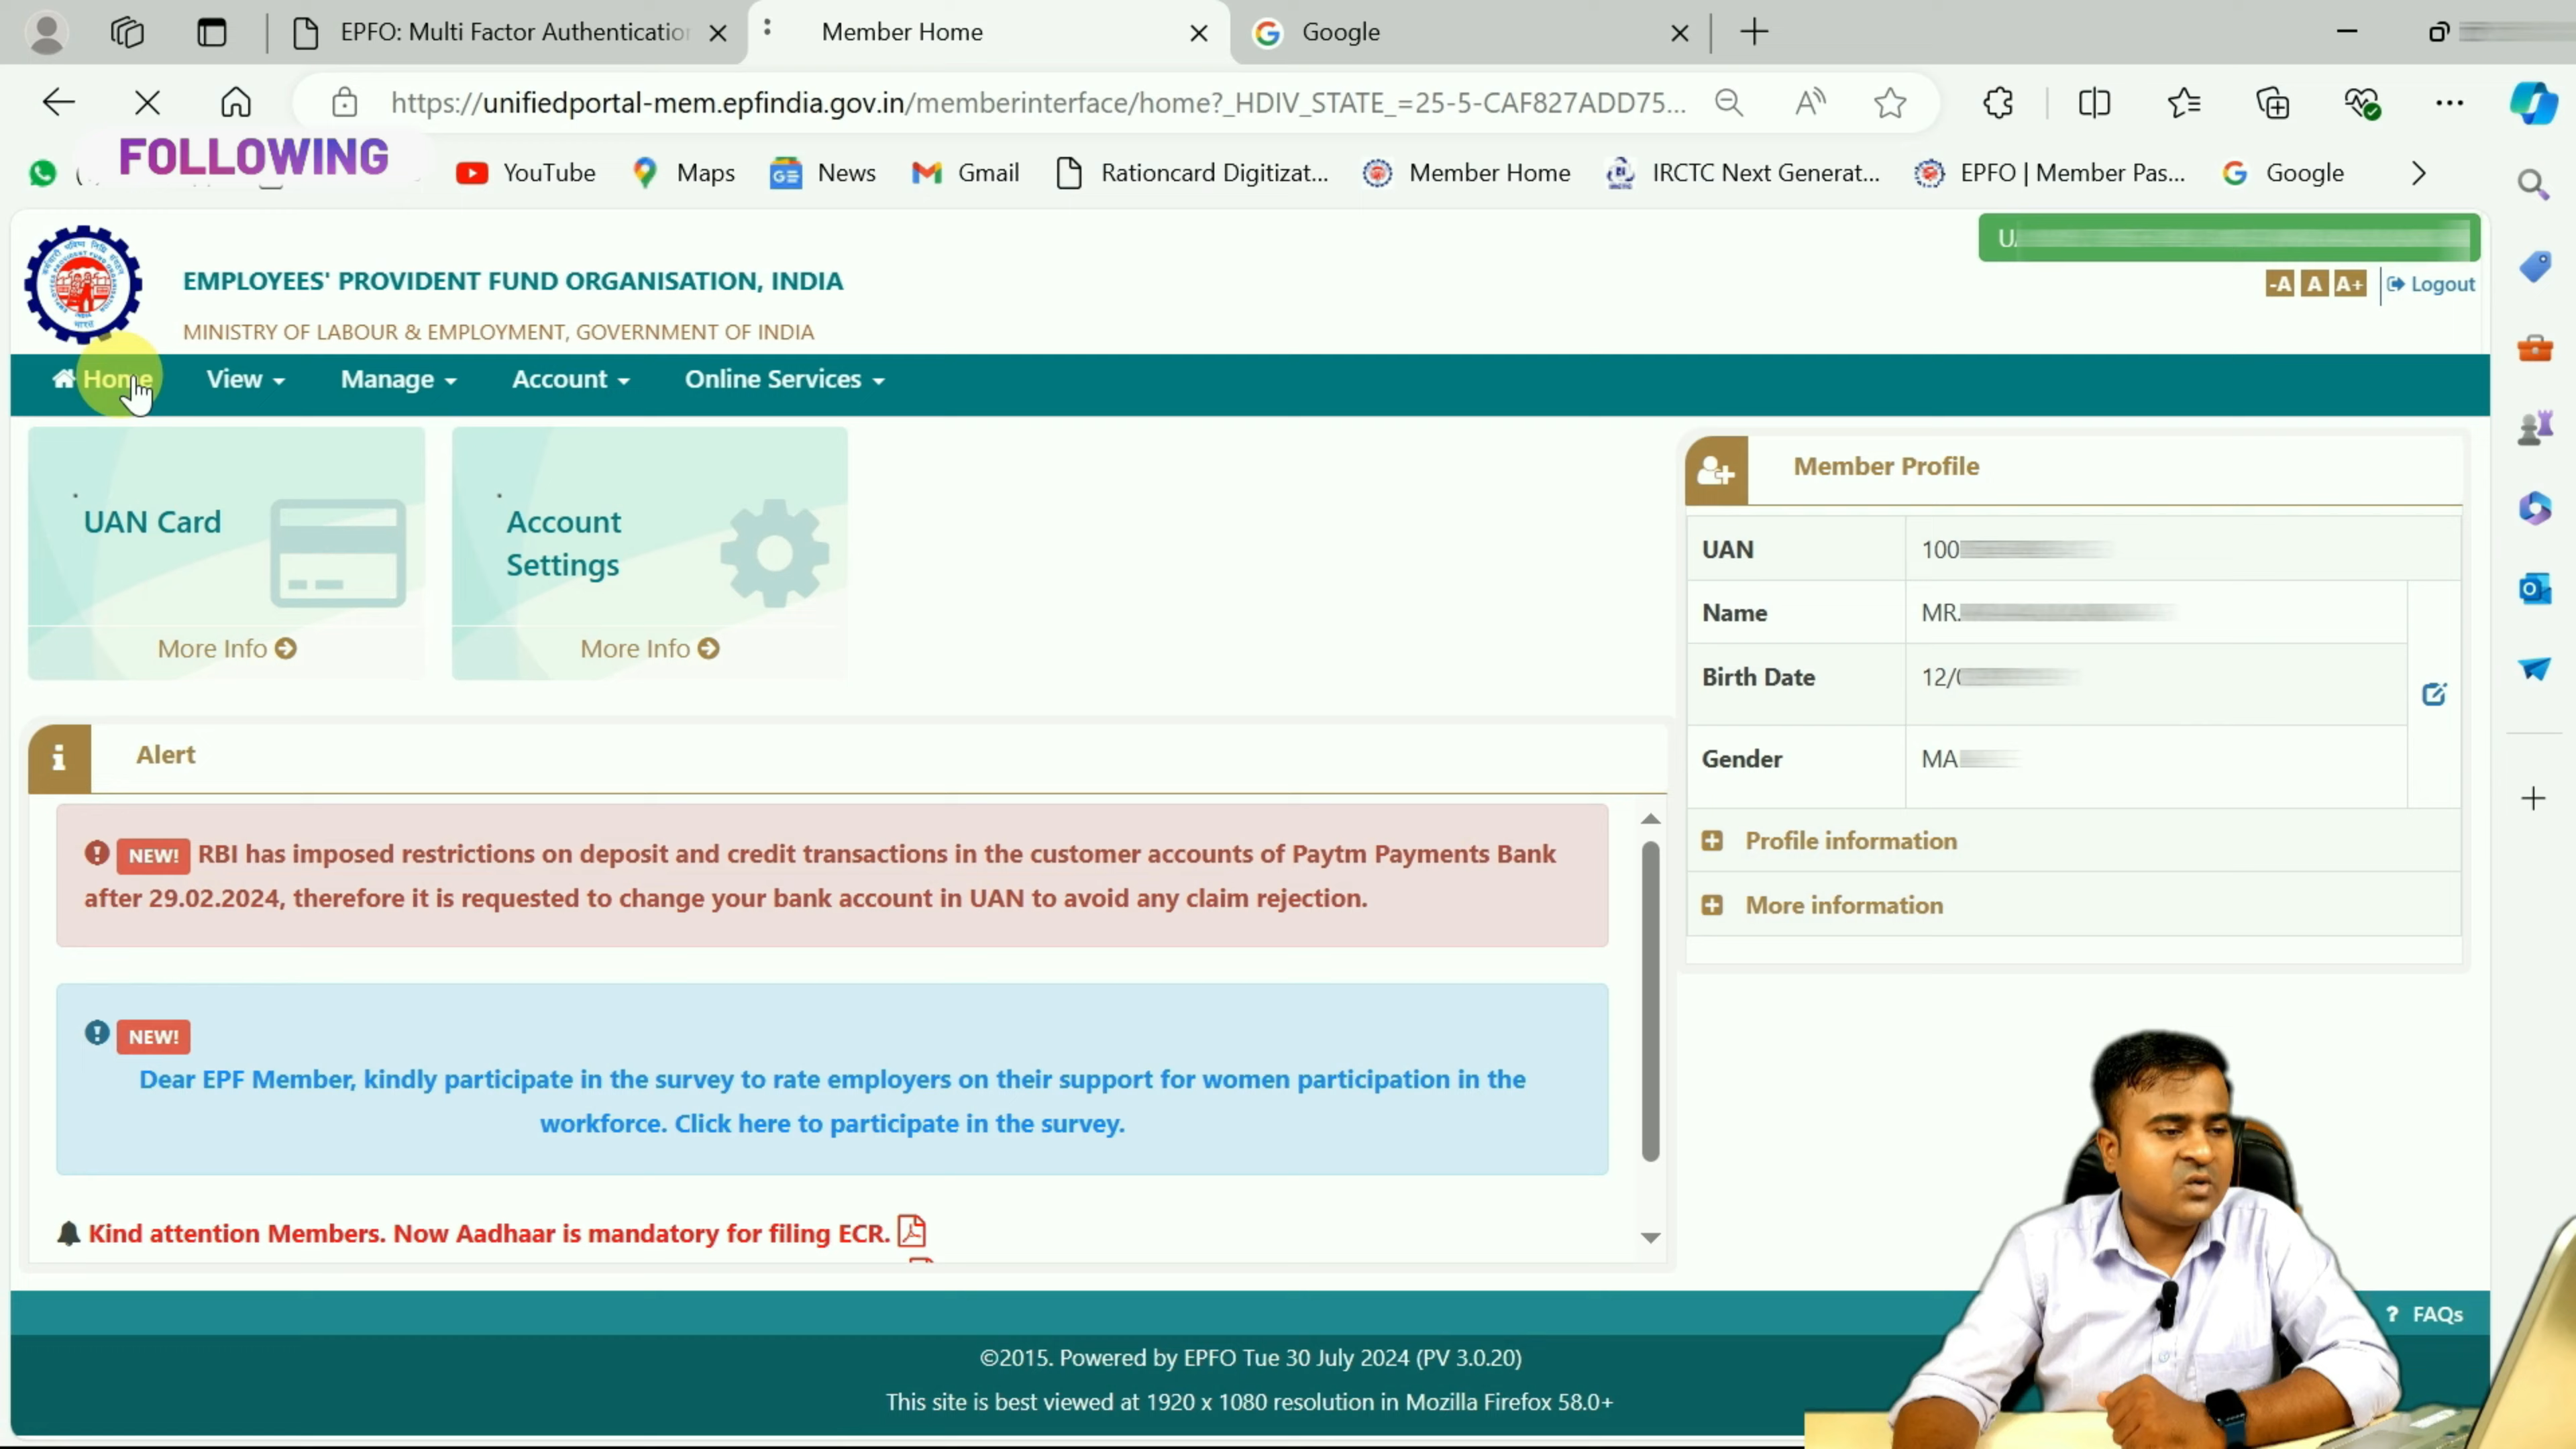 EPFO: Multi Factor Authentication
Member Home
Google
https://unifiedportal-mem.epfindia.gov.in/memberinterface/home?_HDIV_STATE_=25-5-CAF827ADD75...
FOLLOWING
YouTube
Maps
News
Gmail
Rationcard Digitizat...
Member Home
IRCTC Next Generat...
EPFO | Member Pas...
Google
EMPLOYEES' PROVIDENT FUND ORGANISATION, INDIA
MINISTRY OF LABOUR & EMPLOYMENT, GOVERNMENT OF INDIA
-A A A+ Logout
Home View Manage Account Online Services
UAN Card
More Info
Account
Settings
More Info
Member Profile
UAN 100
Name MR.
Birth Date 12/
Gender MA
Profile information
More information
Alert
NEW! RBI has imposed restrictions on deposit and credit transactions in the customer accounts of Paytm Payments Bank
after 29.02.2024, therefore it is requested to change your bank account in UAN to avoid any claim rejection.
NEW!
Dear EPF Member, kindly participate in the survey to rate employers on their support for women participation in the
workforce. Click here to participate in the survey.
Kind attention Members. Now Aadhaar is mandatory for filing ECR.
? FAQs
©2015. Powered by EPFO Tue 30 July 2024 (PV 3.0.20)
This site is best viewed at 1920 x 1080 resolution in Mozilla Firefox 58.0+